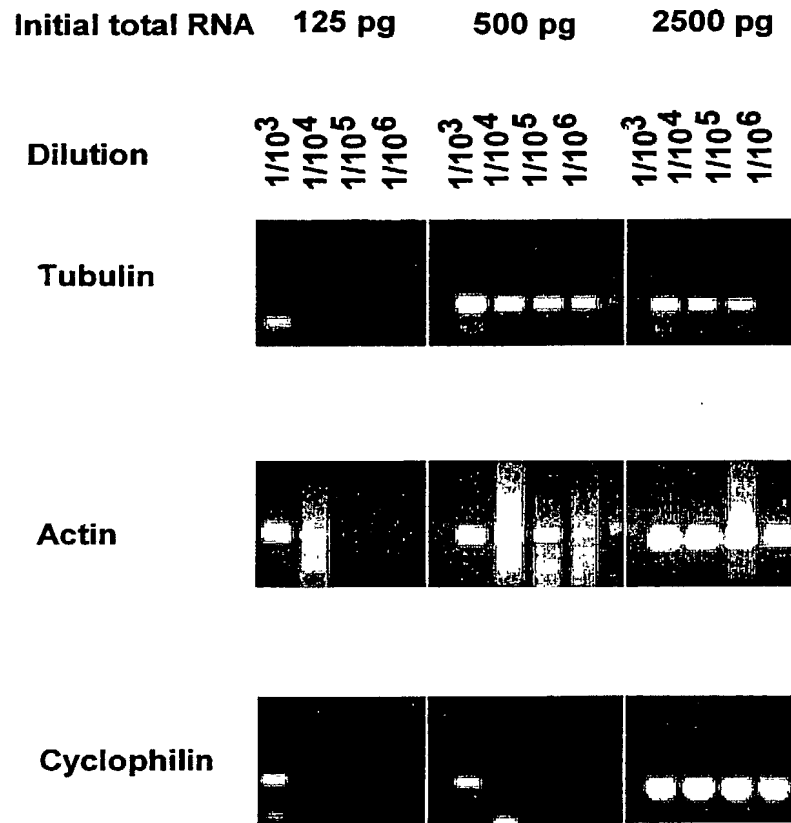 Initial total RNA 125 pg 500 pg 2500 pg
Dilution 1/10³ 1/10⁴ 1/10⁵ 1/10⁶ 1/10³ 1/10⁴ 1/10⁵ 1/10⁶ 1/10³ 1/10⁴ 1/10⁵ 1/10⁶
Tubulin
Actin
Cyclophilin